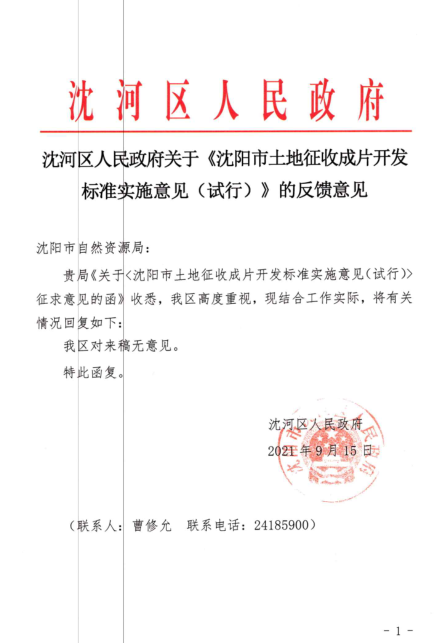 沈河区人民政府
沈河区人民政府关于《沈阳市土地征收成片开发
标准实施意见（试行）》的反馈意见
沈阳市自然资源局：
贵局《关于<沈阳市土地征收成片开发标准实施意见（试行）>
征求意见的函》收悉，我区高度重视，现结合工作实际，将有关
情况回复如下：
我区对来稿无意见。
特此函复。
沈河区人民政府
2021年9月15日
（联系人：曹修允 联系电话：24185900）
- 1 -